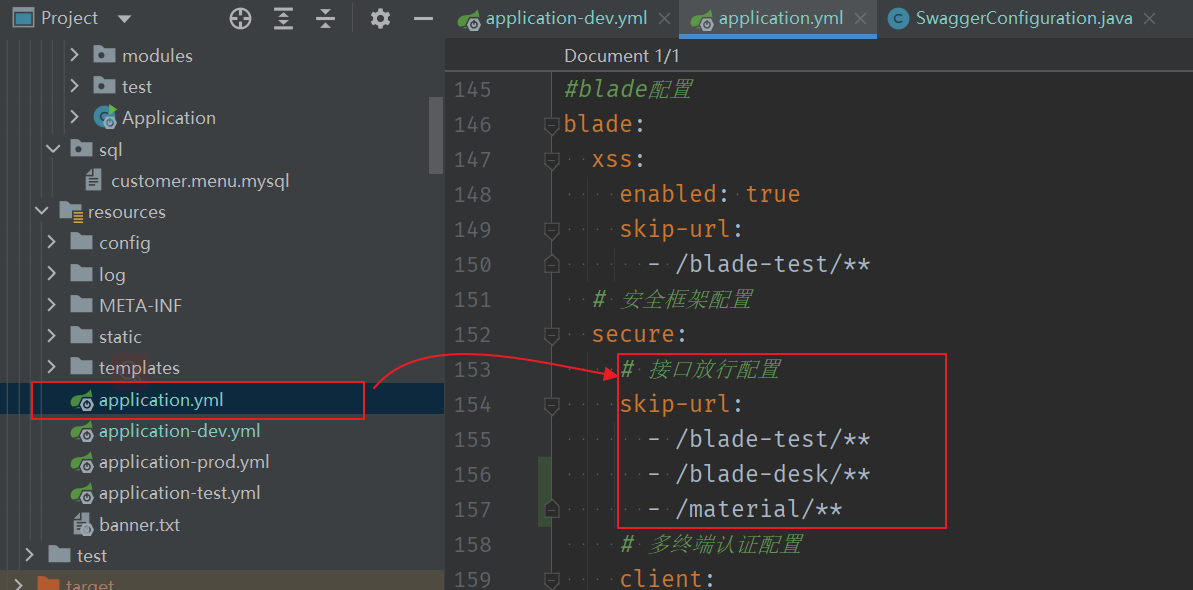 Project
modules
test
Application
sql
customer.menu.mysql
resources
config
log
META-INF
static
templates
application.yml
application-dev.yml
application-prod.yml
application-test.yml
banner.txt
test
target
application-dev.yml
application.yml
SwaggerConfiguration.java
Document 1/1
145 #blade配置
146 blade:
147 xss:
148 enabled: true
149 skip-url:
150 - /blade-test/**
151 # 安全框架配置
152 secure:
153 # 接口放行配置
154 skip-url:
155 - /blade-test/**
156 - /blade-desk/**
157 - /material/**
158 # 多终端认证配置
159 client: